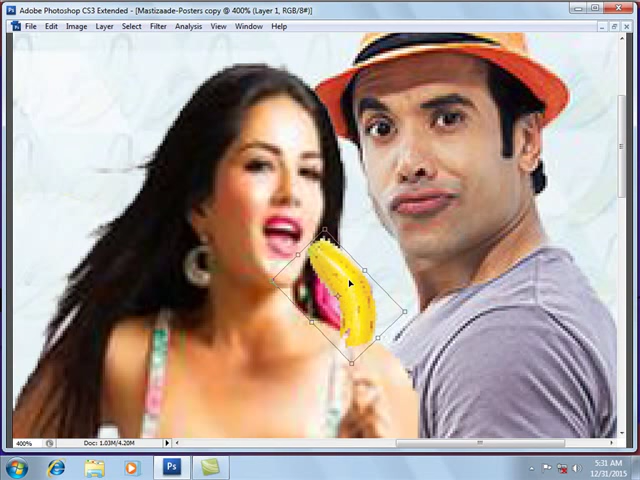 Adobe Photoshop CS3 Extended - [Mastizaade-Posters copy @ 400% (Layer 1, RGB/8#)]
File Edit Image Layer Select Filter Analysis View Window Help
400% Doc: 1.03M/4.20M
Ps 5:31 AM
12/31/2015